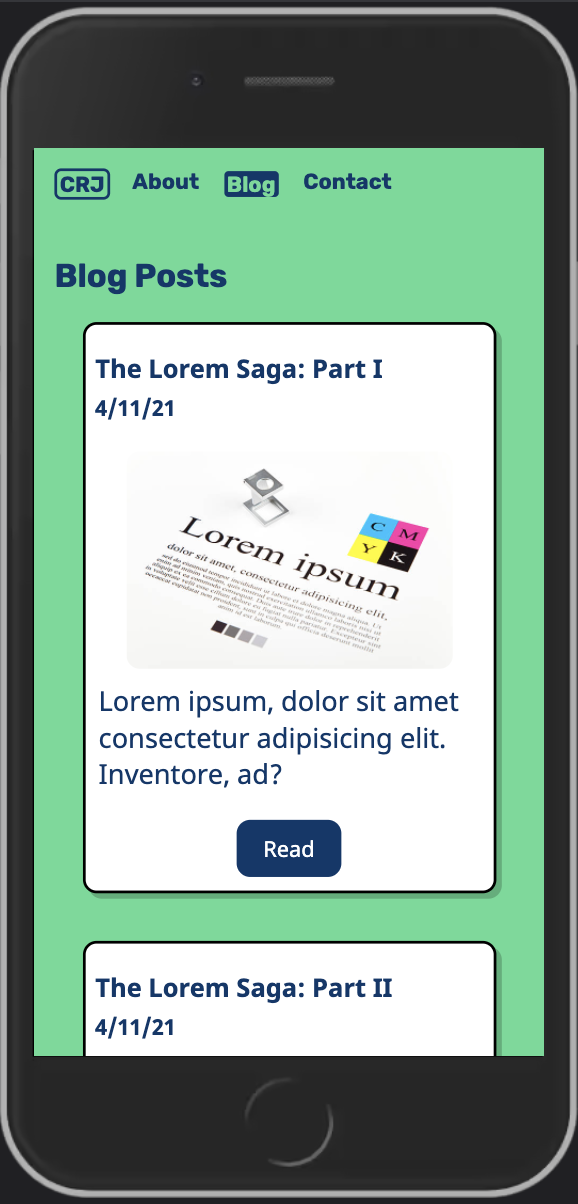 CRJ About Blog Contact
Blog Posts
The Lorem Saga: Part I
4/11/21
C M
Y K
Lorem ipsum
dolor sit amet, consectetur adipisicing elit,
Lorem ipsum, dolor sit amet
consectetur adipisicing elit.
Inventore, ad?
Read
The Lorem Saga: Part II
4/11/21